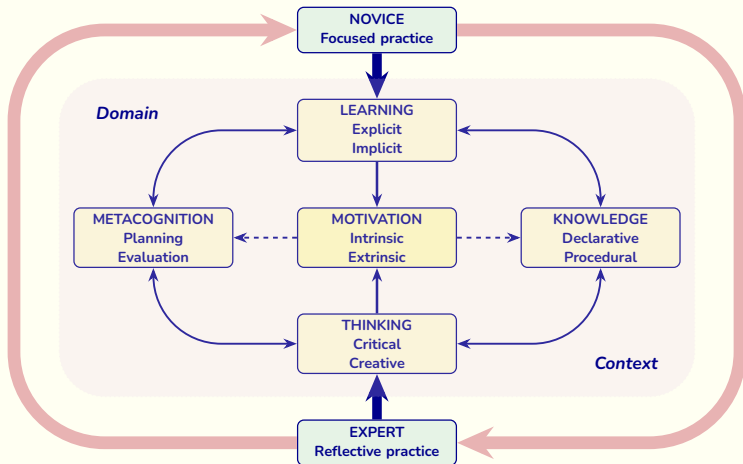 NOVICE
Focused practice
Domain
LEARNING
Explicit
Implicit
METACOGNITION
Planning
Evaluation
MOTIVATION
Intrinsic
Extrinsic
KNOWLEDGE
Declarative
Procedural
THINKING
Critical
Creative
Context
EXPERT
Reflective practice